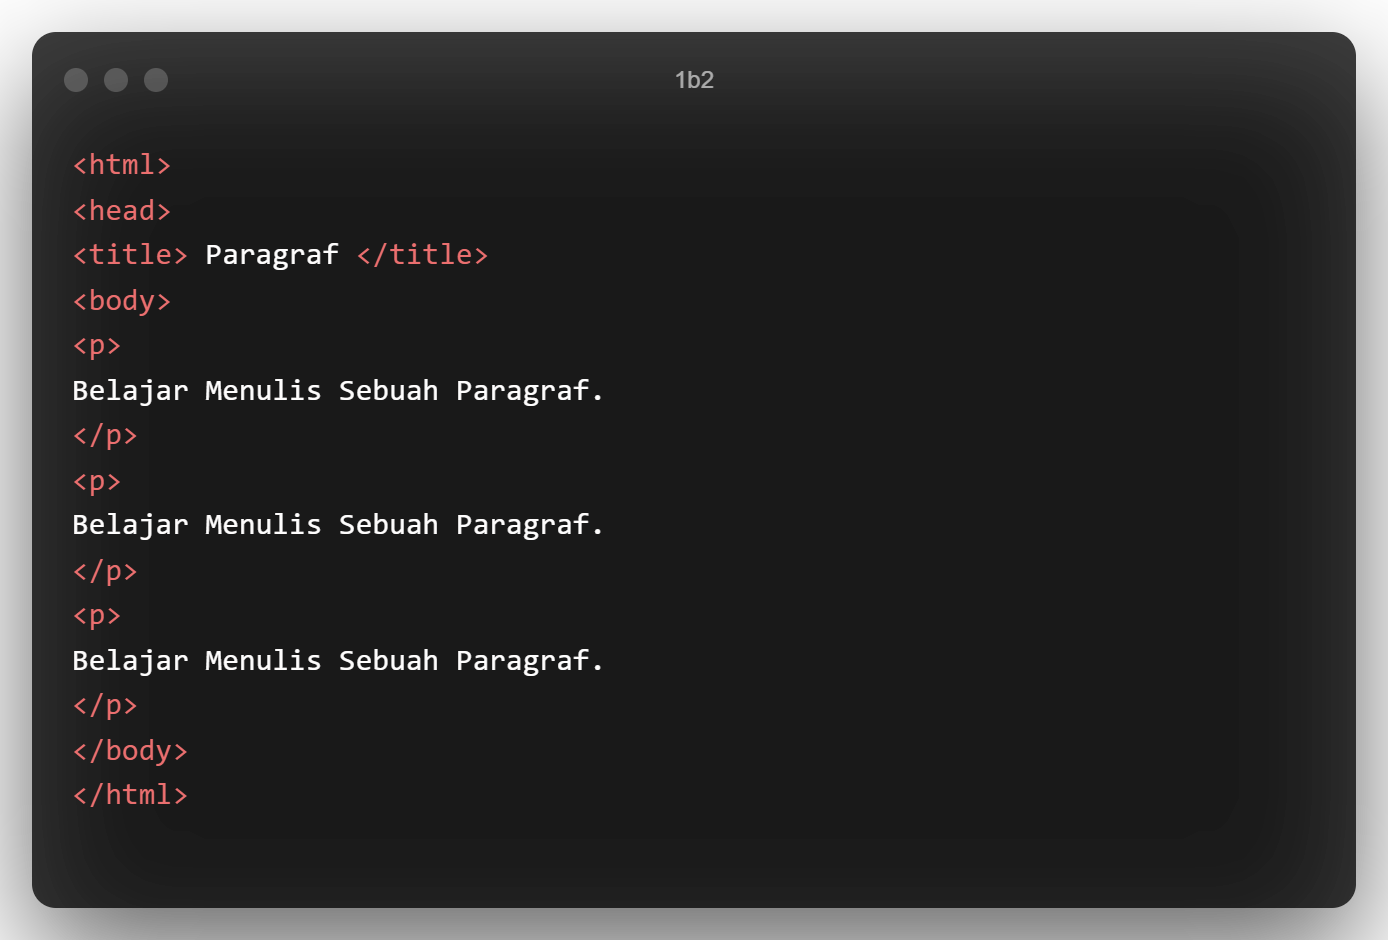 1b2
<html>
<head>
<title> Paragraf </title>
<body>
<p>
Belajar Menulis Sebuah Paragraf.
</p>
<p>
Belajar Menulis Sebuah Paragraf.
</p>
<p>
Belajar Menulis Sebuah Paragraf.
</p>
</body>
</html>